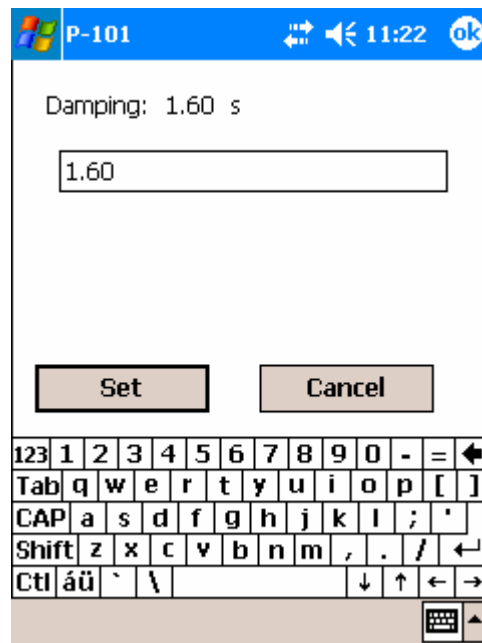 P-101 11:22 ok
Damping: 1.60 s
1.60
Set Cancel
123 1 2 3 4 5 6 7 8 9 0 - =
Tab q w e r t y u i o p [ ]
CAP a s d f g h j k l ; '
Shift z x c v b n m , . /
Ctl áü ` \ ↓ ↑ ← →